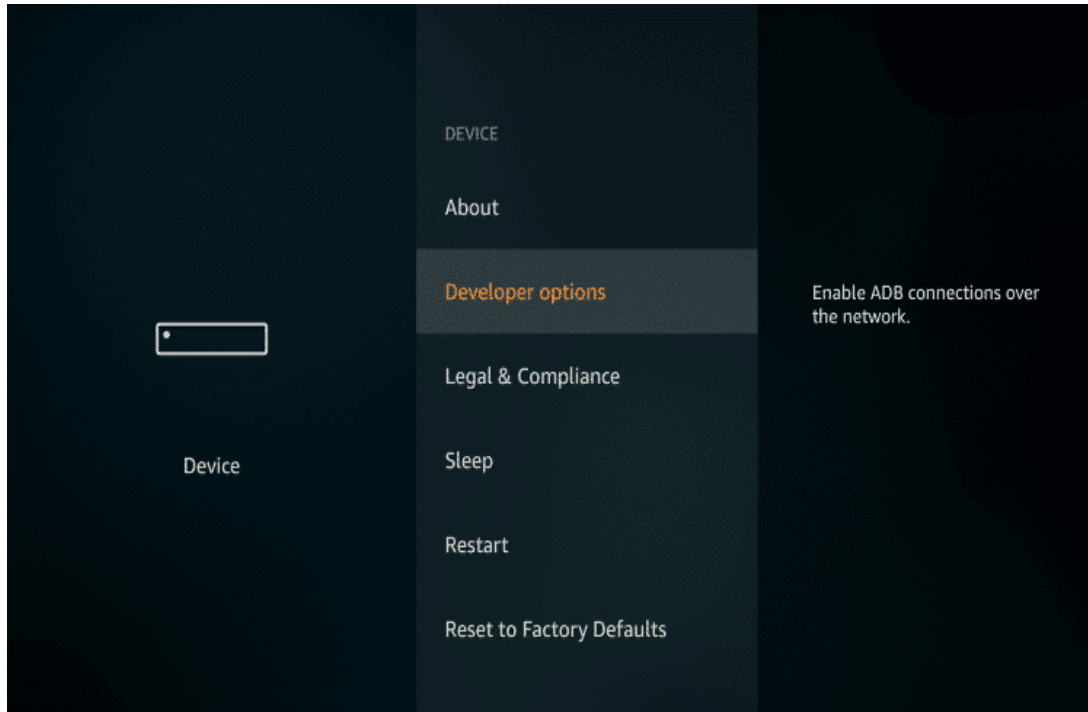 DEVICE
About
Developer options
Enable ADB connections over
the network.
Legal & Compliance
Device
Sleep
Restart
Reset to Factory Defaults